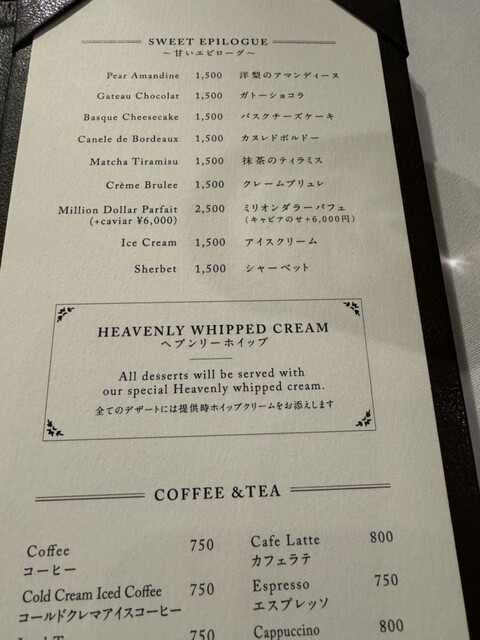 SWEET EPILOGUE
～甘いエピローグ～
Pear Amandine 1,500 洋梨のアマンディーヌ
Gateau Chocolat 1,500 ガトーショコラ
Basque Cheesecake 1,500 バスクチーズケーキ
Canele de Bordeaux 1,500 カヌレドボルドー
Matcha Tiramisu 1,500 抹茶のティラミス
Crème Brulee 1,500 クレームブリュレ
Million Dollar Parfait 2,500 ミリオンダラーパフェ
(+caviar ¥6,000) (キャビアのせ+6,000円)
Ice Cream 1,500 アイスクリーム
Sherbet 1,500 シャーベット
HEAVENLY WHIPPED CREAM
ヘブンリーホイップ
All desserts will be served with
our special Heavenly whipped cream.
全てのデザートには提供時ホイップクリームをお添えします
COFFEE &TEA
Coffee 750 Cafe Latte 800
コーヒー カフェラテ
Cold Cream Iced Coffee 750 Espresso 750
コールドクレマアイスコーヒー エスプレッソ
750 Cappuccino 800